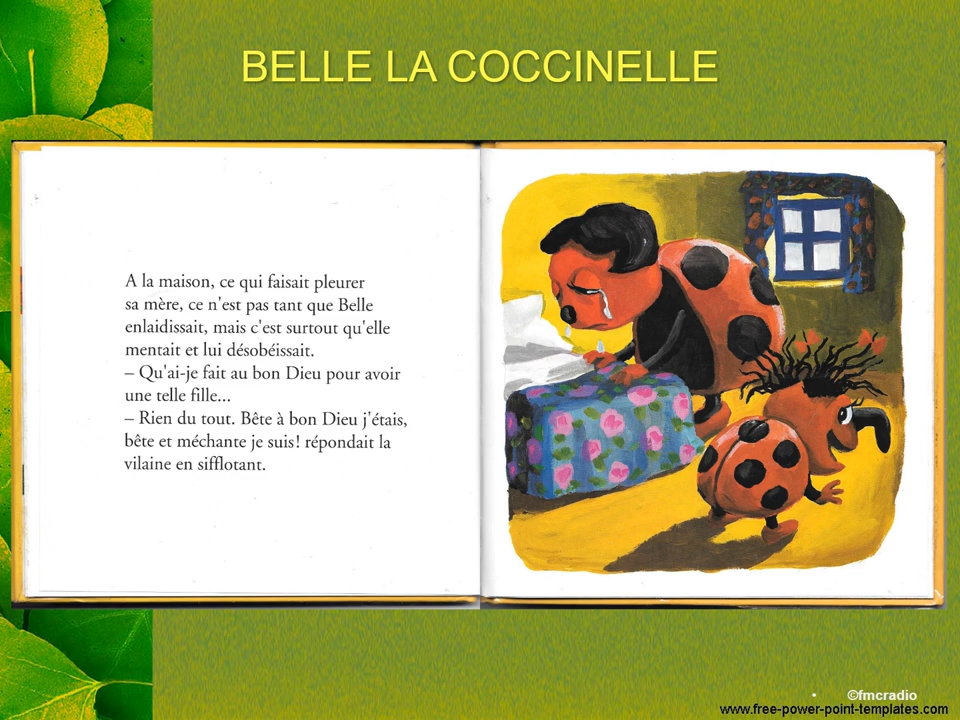 BELLE LA COCCINELLE
A la maison, ce qui faisait pleurer
sa mère, ce n'est pas tant que Belle
enlaidissait, mais c'est surtout qu'elle
mentait et lui désobéissait.
– Qu'ai-je fait au bon Dieu pour avoir
une telle fille...
– Rien du tout. Bête à bon Dieu j'étais,
bête et méchante je suis! répondait la
vilaine en sifflotant.
• ©fmcradio
www.free-power-point-templates.com